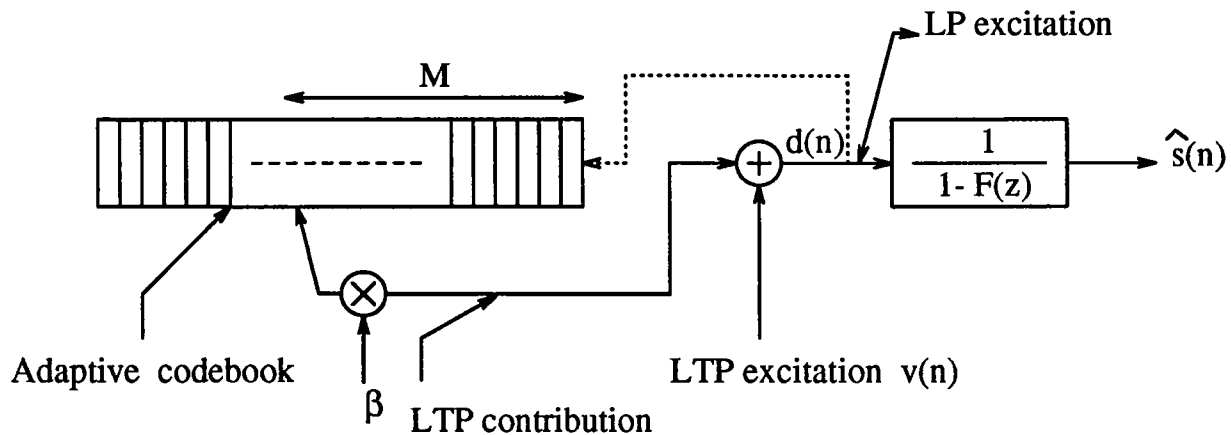 LP excitation
M
d(n)
+
1
1- F(z)
ŝ(n)
×
Adaptive codebook
β
LTP contribution
LTP excitation v(n)